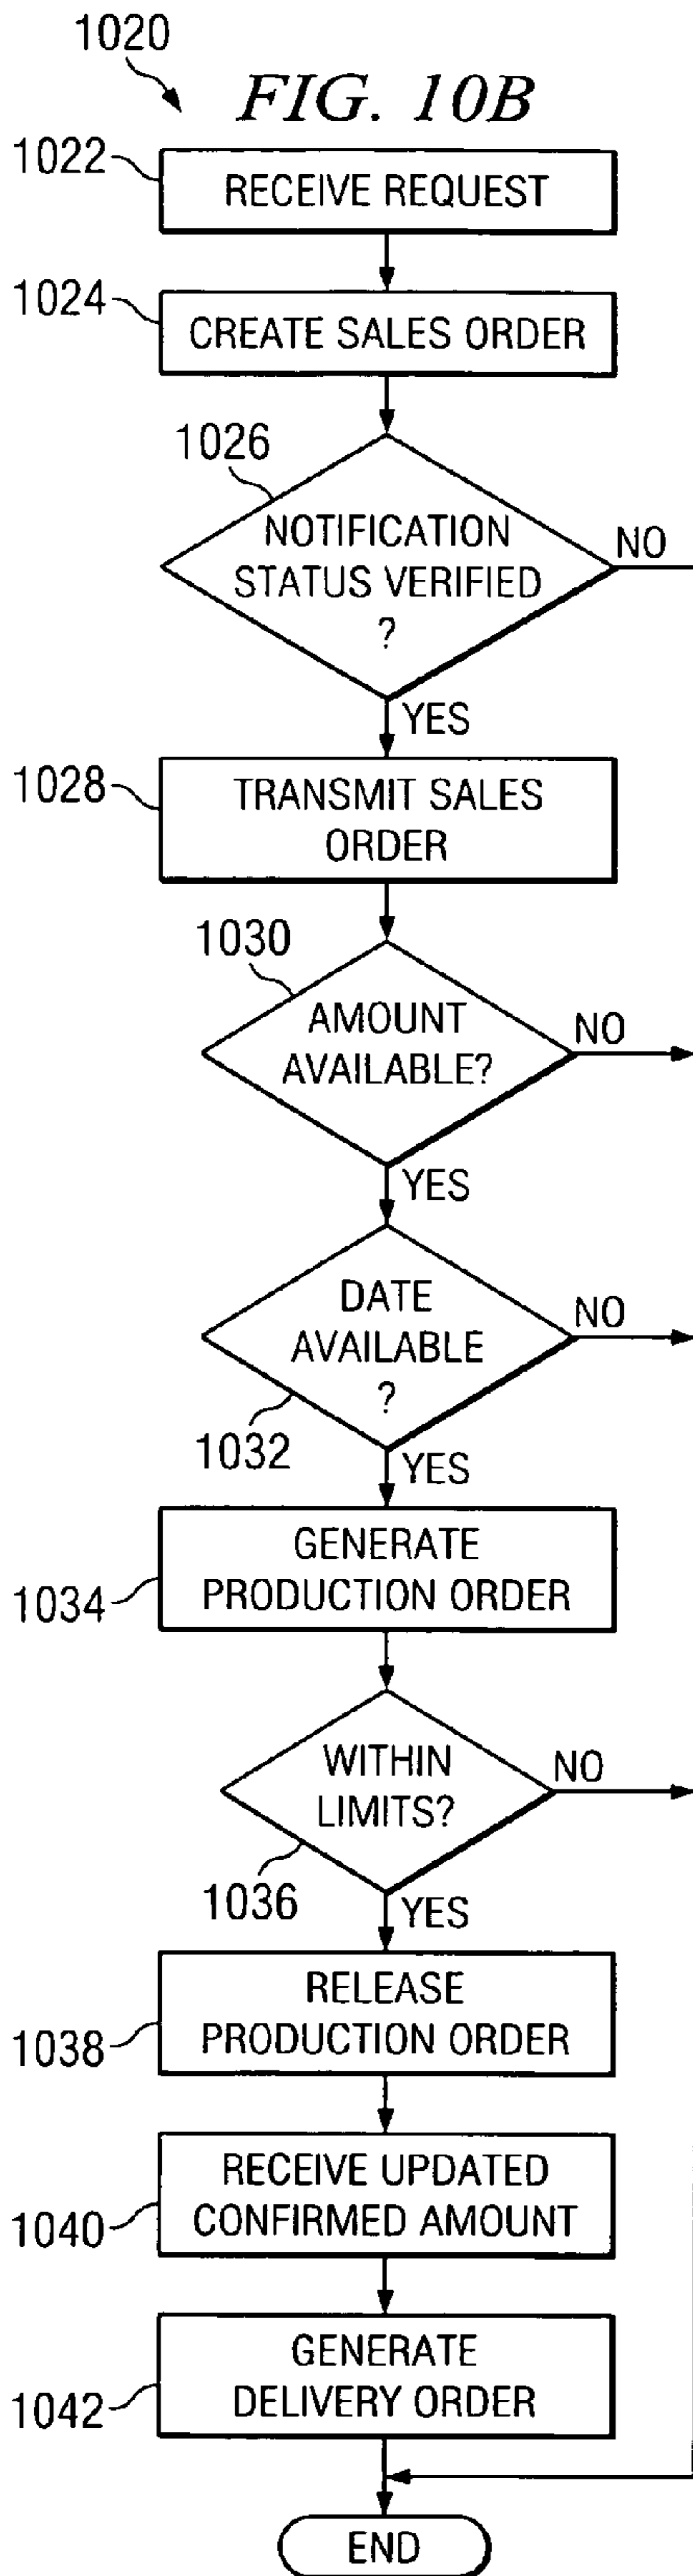 1020
FIG. 10B
1022
RECEIVE REQUEST
1024
CREATE SALES ORDER
1026
NOTIFICATION
STATUS VERIFIED
?
NO
YES
1028
TRANSMIT SALES
ORDER
1030
AMOUNT
AVAILABLE?
NO
YES
DATE
AVAILABLE
?
NO
1032
YES
GENERATE
PRODUCTION ORDER
1034
WITHIN
LIMITS?
NO
1036
YES
RELEASE
PRODUCTION ORDER
1038
RECEIVE UPDATED
CONFIRMED AMOUNT
1040
GENERATE
DELIVERY ORDER
1042
END